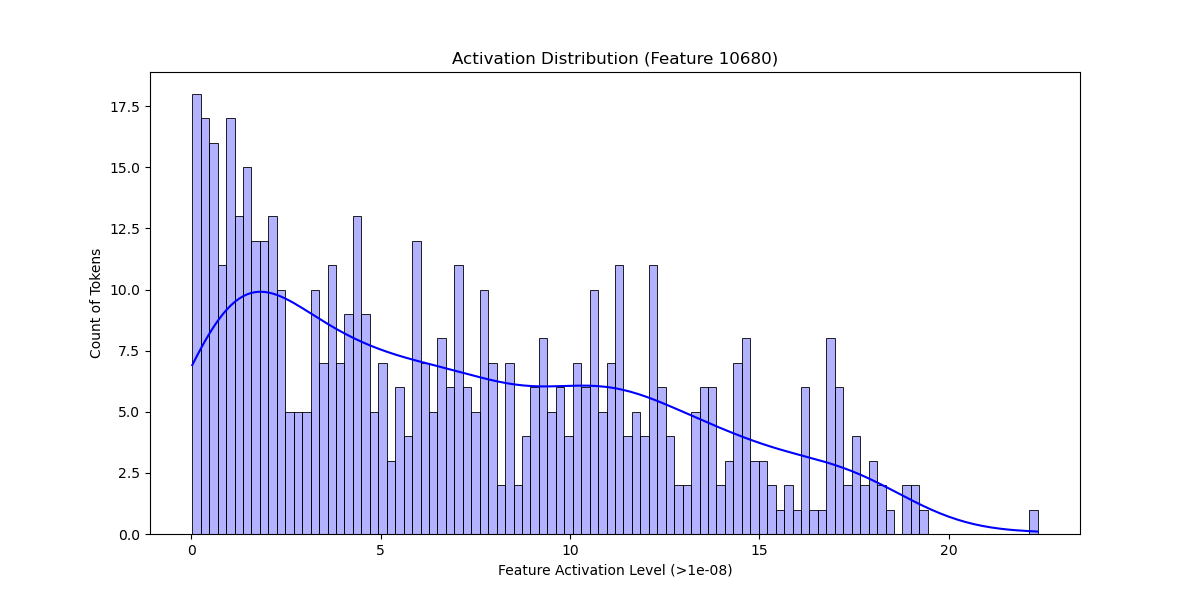 Activation Distribution (Feature 10680)
17.5
15.0
12.5
10.0
7.5
5.0
2.5
0.0
Count of Tokens
0 5 10 15 20
Feature Activation Level (>1e-08)